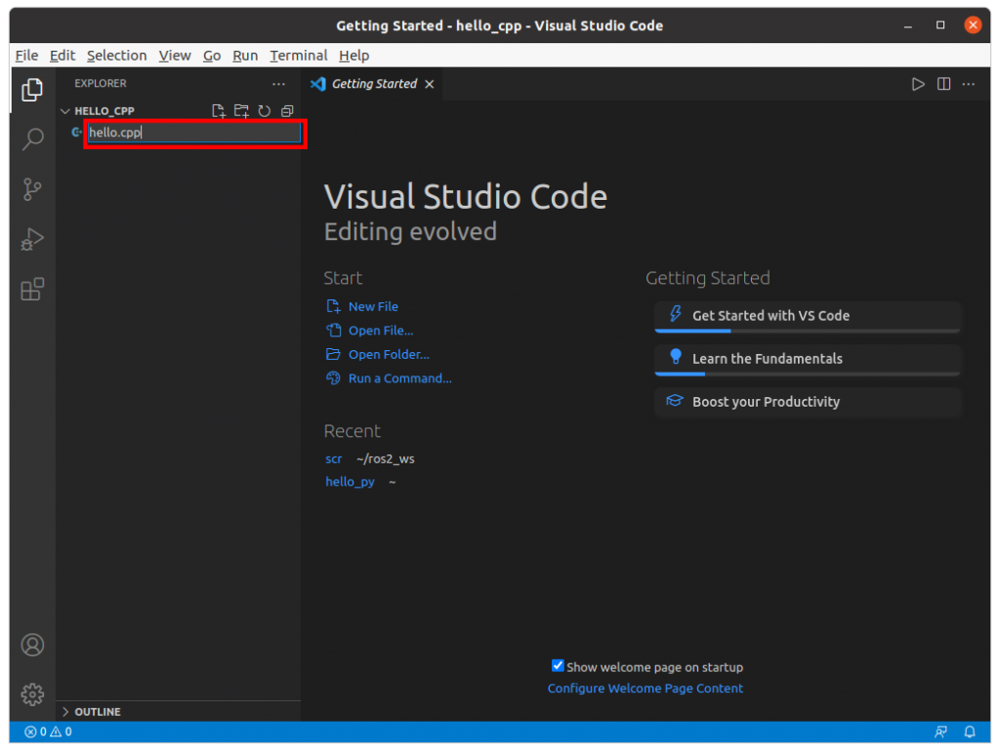 Getting Started - hello_cpp - Visual Studio Code
File Edit Selection View Go Run Terminal Help
EXPLORER
Getting Started
HELLO_CPP
hello.cpp
Visual Studio Code
Editing evolved
Start
New File
Open File...
Open Folder...
Run a Command...
Recent
scr ~/ros2_ws
hello_py ~
Getting Started
Get Started with VS Code
Learn the Fundamentals
Boost your Productivity
Show welcome page on startup
Configure Welcome Page Content
OUTLINE
0 0